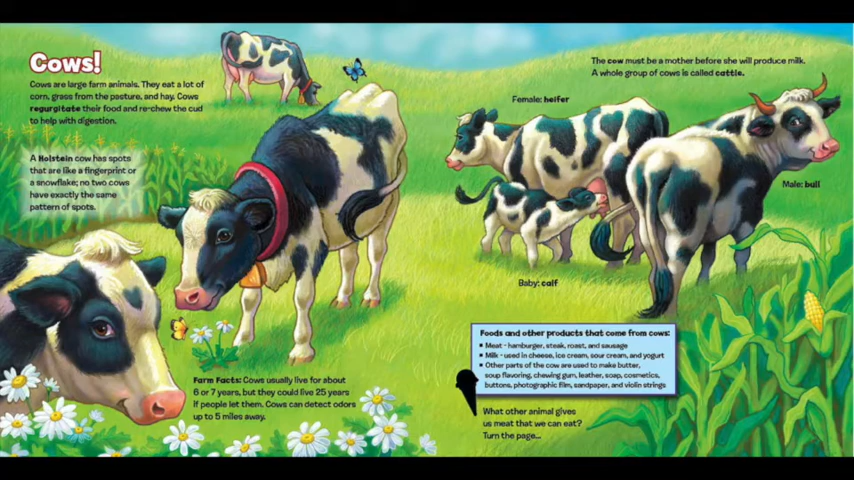 Cows!
Cows are large farm animals. They eat a lot of
corn, grass from the pasture, and hay. Cows
regurgitate their food and re-chew the cud
to help with digestion.
A Holstein cow has spots
that are like a fingerprint or
a snowflake; no two cows
have exactly the same
pattern of spots.
Farm Facts: Cows usually live for about
6 or 7 years, but they could live 25 years
if people let them. Cows can detect odors
up to 5 miles away.
The cow must be a mother before she will produce milk.
A whole group of cows is called cattle.
Female: heifer
Male: bull
Baby: calf
Foods and other products that come from cows:
▪ Meat - hamburger, steak, roast, and sausage
▪ Milk - used in cheese, ice cream, sour cream, and yogurt
▪ Other parts of the cow are used to make butter,
soup flavoring, chewing gum, leather, soap, cosmetics,
buttons, photographic film, sandpaper, and violin strings
What other animal gives
us meat that we can eat?
Turn the page...